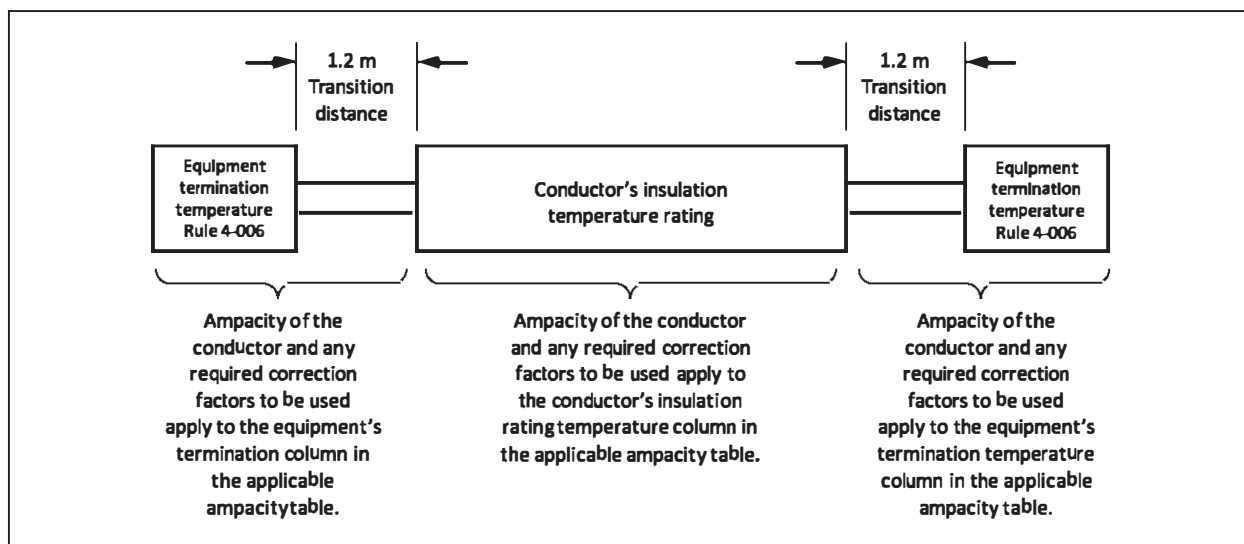 1.2 m
Transition
distance
1.2 m
Transition
distance
Equipment
termination
temperature
Rule 4-006
Conductor's insulation
temperature rating
Equipment
termination
temperature
Rule 4-006
Ampacity of the
conductor and any
required correction
factors to be used
apply to the equipment's
termination column in
the applicable
ampacity table.
Ampacity of the conductor
and any required correction
factors to be used apply to
the conductor's insulation
rating temperature column in
the applicable ampacity table.
Ampacity of the
conductor and any
required correction
factors to be used
apply to the equipment's
termination temperature
column in the applicable
ampacity table.